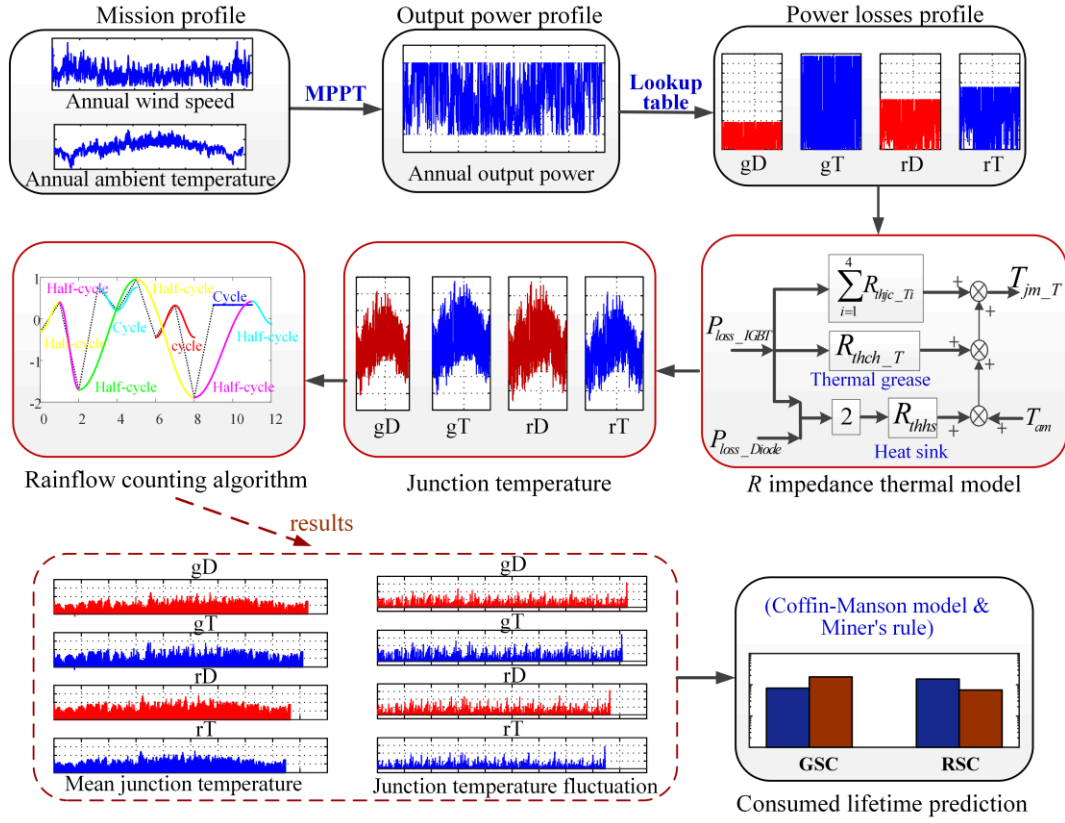 Mission profile
Output power profile
Power losses profile
Annual wind speed
Annual ambient temperature
MPPT
Annual output power
Lookup
table
gD
gT
rD
rT
1
0
-1
-2
0
2
4
6
8
10
12
Half-cycle
Half-cycle
Cycle
Half-cycle
Cycle
cycle
Half-cycle
Half-cycle
Half-cycle
Rainflow counting algorithm
gD
gT
rD
rT
Junction temperature
P_loss_IGBT
P_loss_Diode
4
∑ R_thjc_Ti
i=1
+
+
T_jm_T
R_thch_T
+
+
Thermal grease
2
R_thhs
+
+
T_am
Heat sink
R impedance thermal model
results
gD
gT
rD
rT
Mean junction temperature
gD
gT
rD
rT
Junction temperature fluctuation
(Coffin-Manson model &
Miner's rule)
GSC
RSC
Consumed lifetime prediction